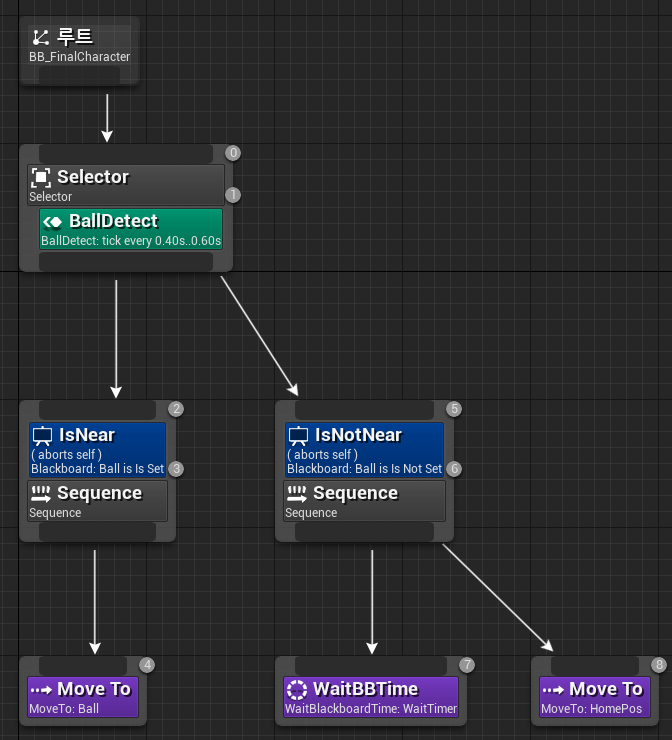 루트
BB_FinalCharacter
0
Selector
Selector
1
BallDetect
BallDetect: tick every 0.40s..0.60s
2
IsNear
( aborts self )
Blackboard: Ball is Is Set
3
Sequence
Sequence
5
IsNotNear
( aborts self )
Blackboard: Ball is Is Not Set
6
Sequence
Sequence
4
Move To
MoveTo: Ball
7
WaitBBTime
WaitBlackboardTime: WaitTimer
8
Move To
MoveTo: HomePos